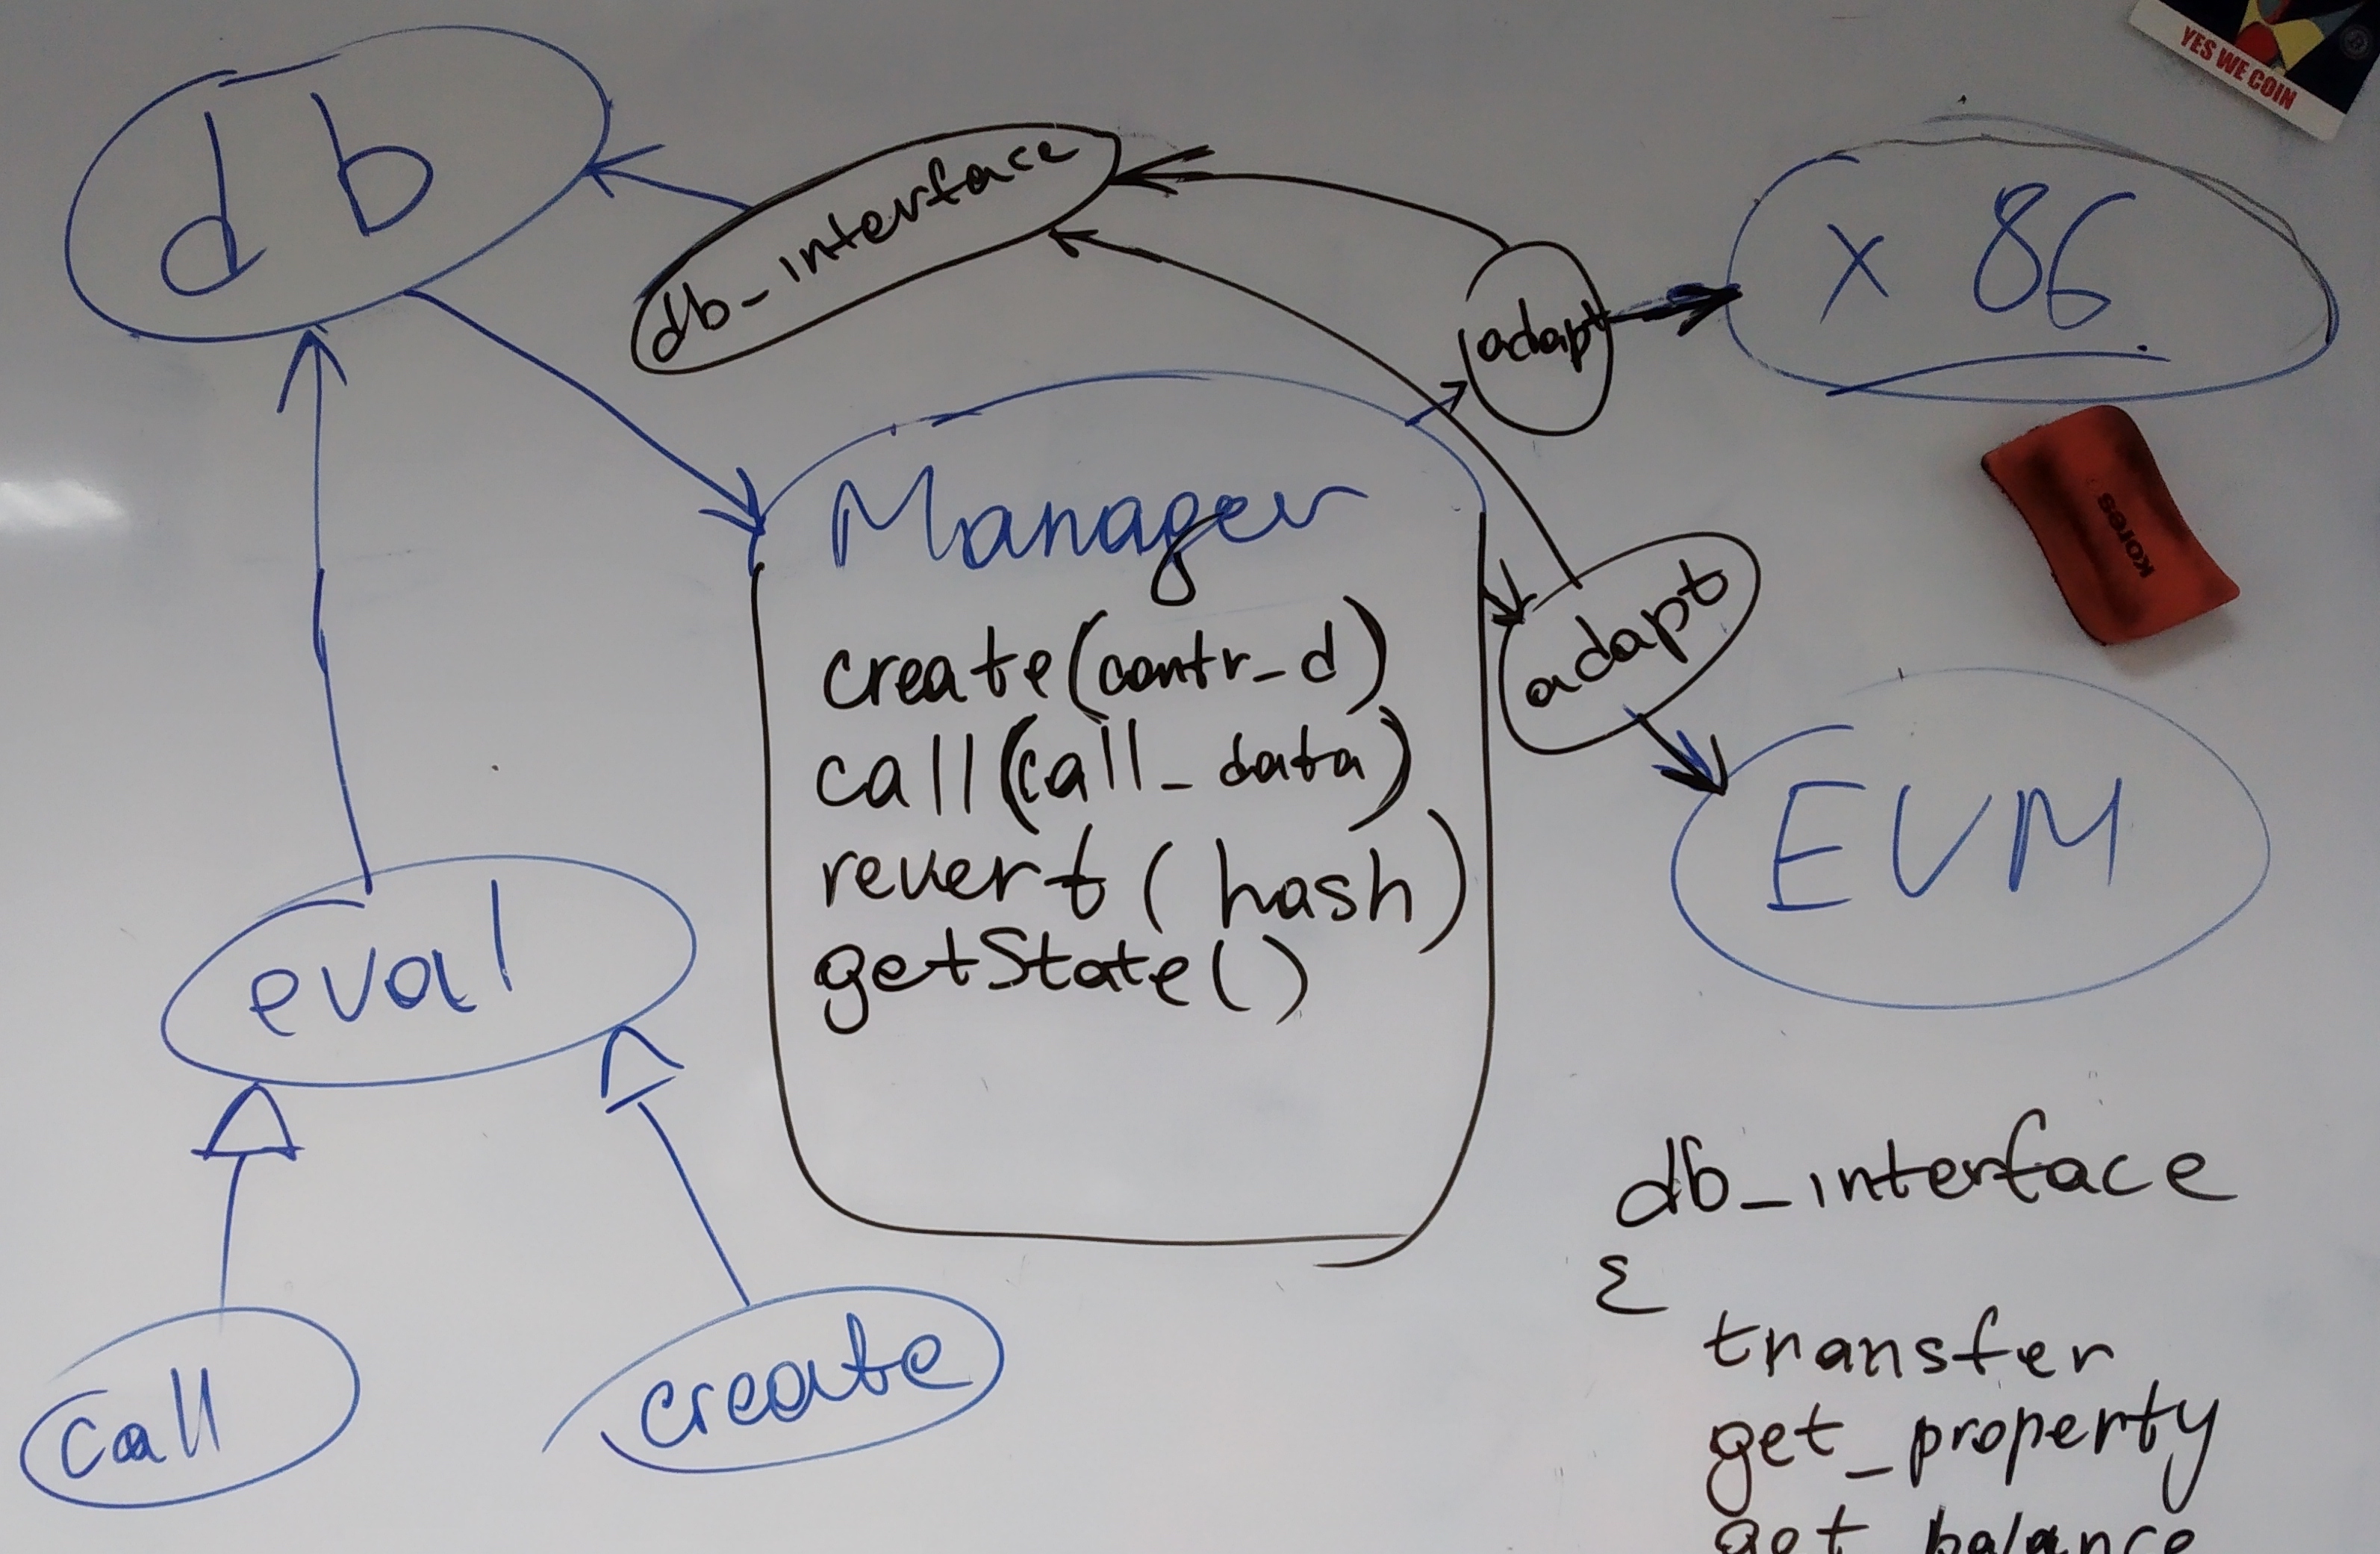 YES WE COIN
db
db_interface
x 86
adapt
Kores
Manager
create(contr_d)
call(call_data)
revert(hash)
getState()
adapt
EVM
eval
call
create
db_interface
{
transfer
get_property
get_balance